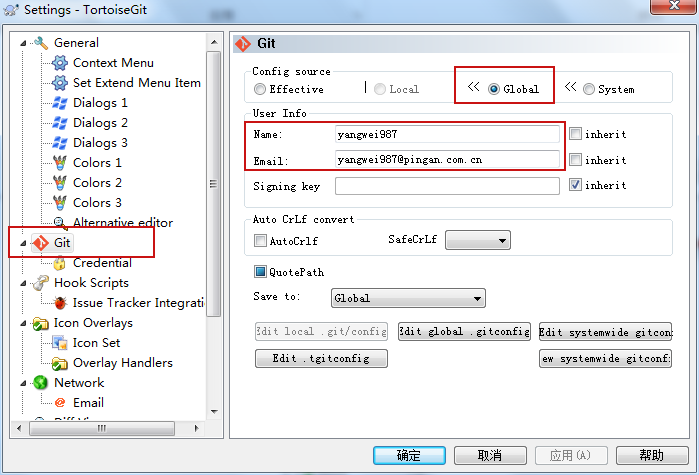 Settings - TortoiseGit
General
Context Menu
Set Extend Menu Item
Dialogs 1
Dialogs 2
Dialogs 3
Colors 1
Colors 2
Colors 3
Alternative editor
Git
Credential
Hook Scripts
Issue Tracker Integratio
Icon Overlays
Icon Set
Overlay Handlers
Network
Email
Git
Config source
Effective | Local << Global << System
User Info
Name: yangwei987 inherit
Email: yangwei987@pingan.com.cn inherit
Signing key inherit
Auto CrLf convert
AutoCrlf SafeCrLf
QuotePath
Save to: Global
Edit local .git/config Edit global .gitconfig Edit systemwide gitconf
Edit .tgitconfig ew systemwide gitconf
确定 取消 应用(A) 帮助